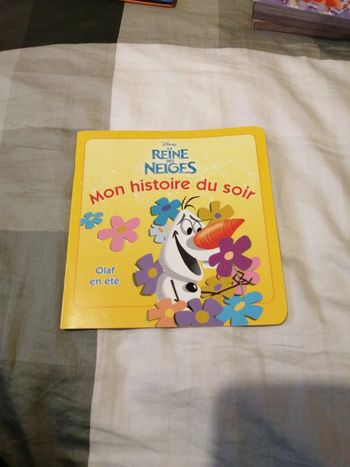 Disney
LA
REINE
DES
NEIGES
Mon histoire du soir
Olaf
en été